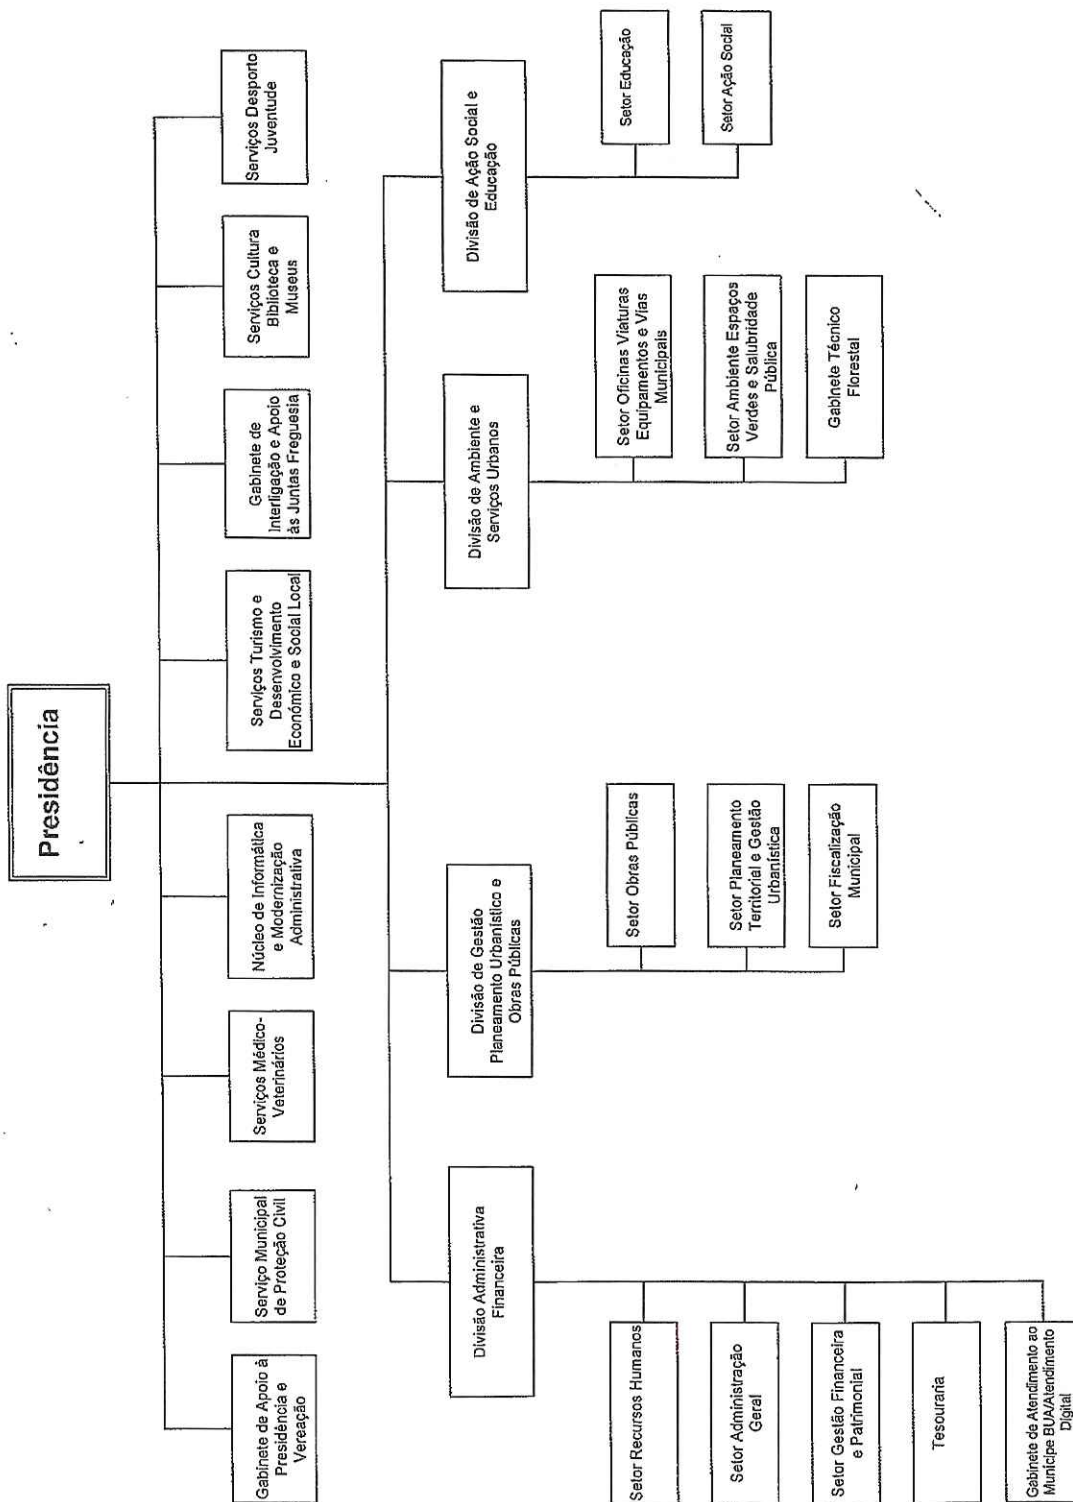 Presidência
Gabinete de Apoio à
Presidência e
Vereação
Serviço Municipal
de Proteção Civil
Serviços Médico-
Veterinários
Núcleo de Informática
e Modernização
Administrativa
Serviços Turismo e
Desenvolvimento
Económico e Social Local
Gabinete de
Interligação e Apoio
às Juntas Freguesia
Serviços Cultura
Biblioteca e
Museus
Serviços Desporto
Juventude
Divisão Administrativa
Financeira
Divisão de Gestão
Planeamento Urbanístico e
Obras Públicas
Divisão de Ambiente e
Serviços Urbanos
Divisão de Ação Social e
Educação
Setor Recursos Humanos
Setor Administração
Geral
Setor Gestão Financeira
e Patrimonial
Tesouraria
Gabinete de Atendimento ao
Munícipe BUA/Atendimento
Digital
Setor Obras Públicas
Setor Planeamento
Territorial e Gestão
Urbanística
Setor Fiscalização
Municipal
Setor Oficinas Viaturas
Equipamentos e Vias
Municipais
Setor Ambiente Espaços
Verdes e Salubridade
Pública
Gabinete Técnico
Florestal
Setor Educação
Setor Ação Social